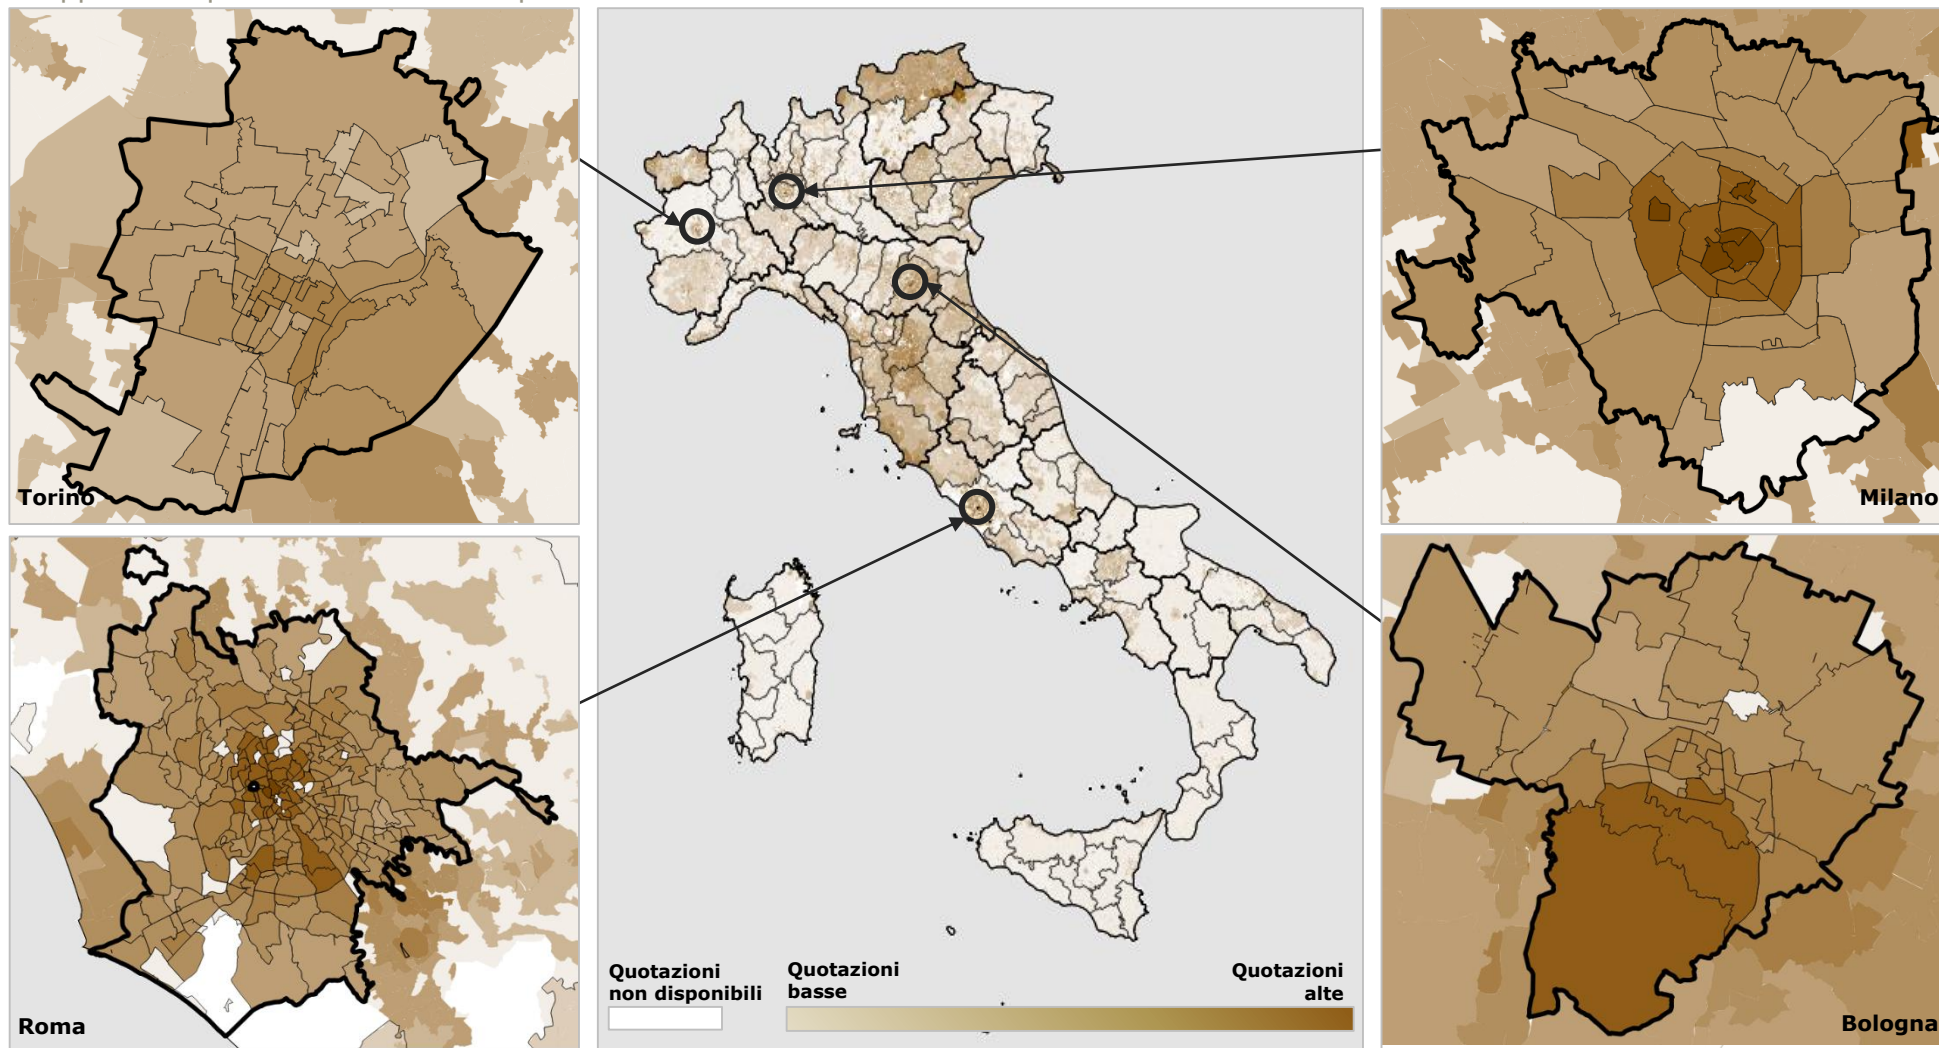 Torino
Milano
Quotazioni
non disponibili
Quotazioni
basse
Quotazioni
alte
Roma
Bologna